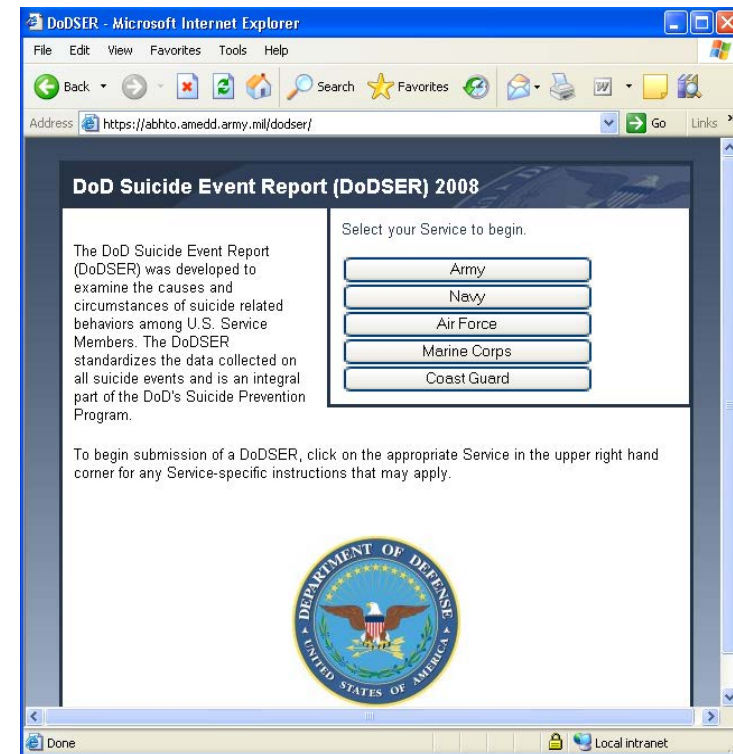 DoDSER - Microsoft Internet Explorer
File Edit View Favorites Tools Help
Back Search Favorites
Address https://abhto.amedd.army.mil/dodser/ Go Links
DoD Suicide Event Report (DoDSER) 2008
The DoD Suicide Event Report
(DoDSER) was developed to
examine the causes and
circumstances of suicide related
behaviors among U.S. Service
Members. The DoDSER
standardizes the data collected on
all suicide events and is an integral
part of the DoD's Suicide Prevention
Program.
Select your Service to begin.
Army
Navy
Air Force
Marine Corps
Coast Guard
To begin submission of a DoDSER, click on the appropriate Service in the upper right hand
corner for any Service-specific instructions that may apply.
DEPARTMENT OF DEFENSE
UNITED STATES OF AMERICA
Done Local intranet